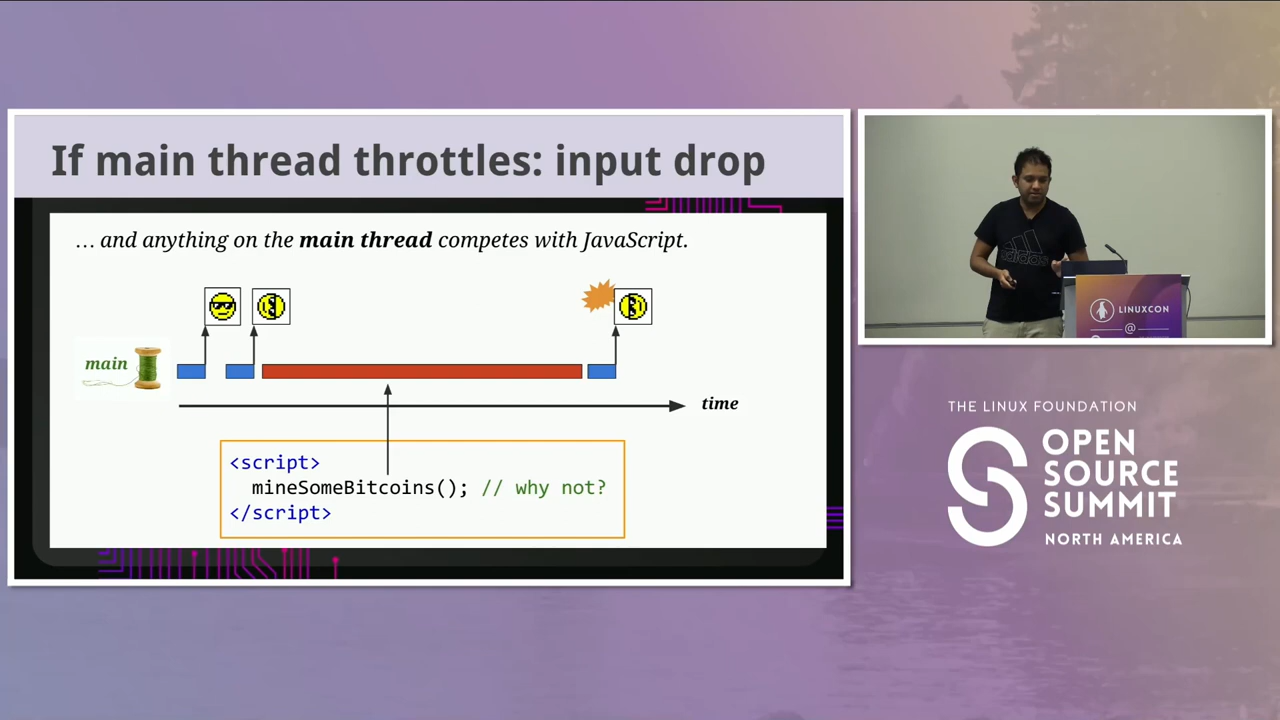 If main thread throttles: input drop
... and anything on the main thread competes with JavaScript.
main
time
<script>
mineSomeBitcoins(); // why not?
</script>
adidas
LINUXCON
@
THE LINUX FOUNDATION
OPEN
SOURCE
SUMMIT
NORTH AMERICA